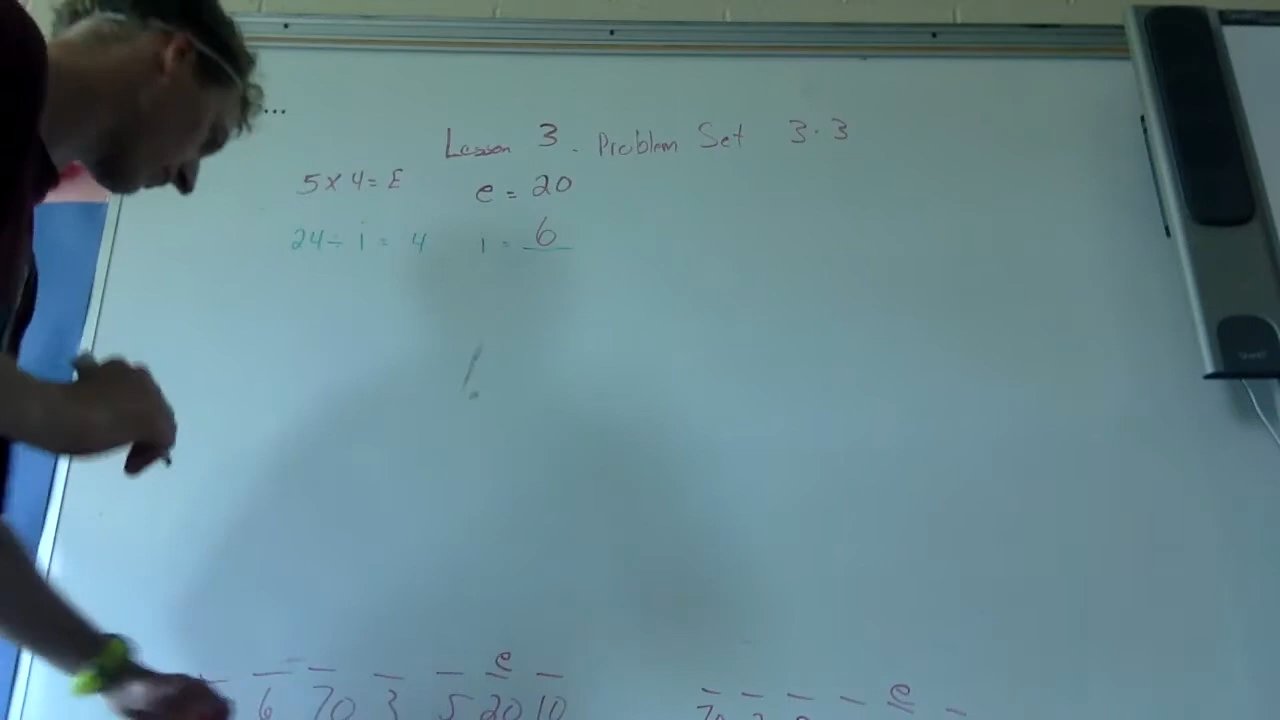 ...
Lesson 3. Problem Set 3.3
5 x 4 = E e = 20
24 ÷ i = 4 i = 6
!
e
6 70 3 5 20 10
e